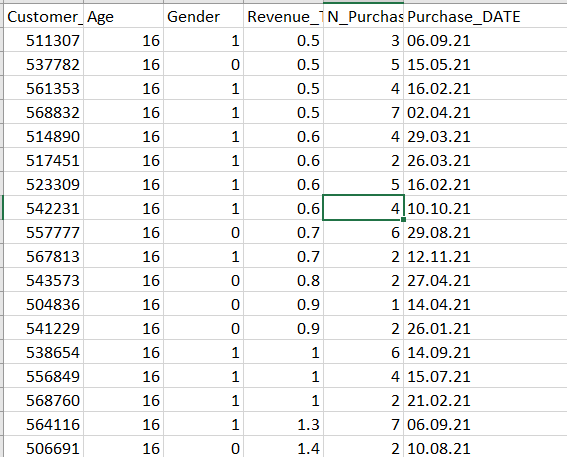 Customer_ Age Gender Revenue_T N_Purchas Purchase_DATE
511307 16 1 0.5 3 06.09.21
537782 16 0 0.5 5 15.05.21
561353 16 1 0.5 4 16.02.21
568832 16 1 0.5 7 02.04.21
514890 16 1 0.6 4 29.03.21
517451 16 1 0.6 2 26.03.21
523309 16 1 0.6 5 16.02.21
542231 16 1 0.6 4 10.10.21
557777 16 0 0.7 6 29.08.21
567813 16 1 0.7 2 12.11.21
543573 16 0 0.8 2 27.04.21
504836 16 0 0.9 1 14.04.21
541229 16 0 0.9 2 26.01.21
538654 16 1 1 6 14.09.21
556849 16 1 1 4 15.07.21
568760 16 1 1 2 21.02.21
564116 16 1 1.3 7 06.09.21
506691 16 0 1.4 2 10.08.21